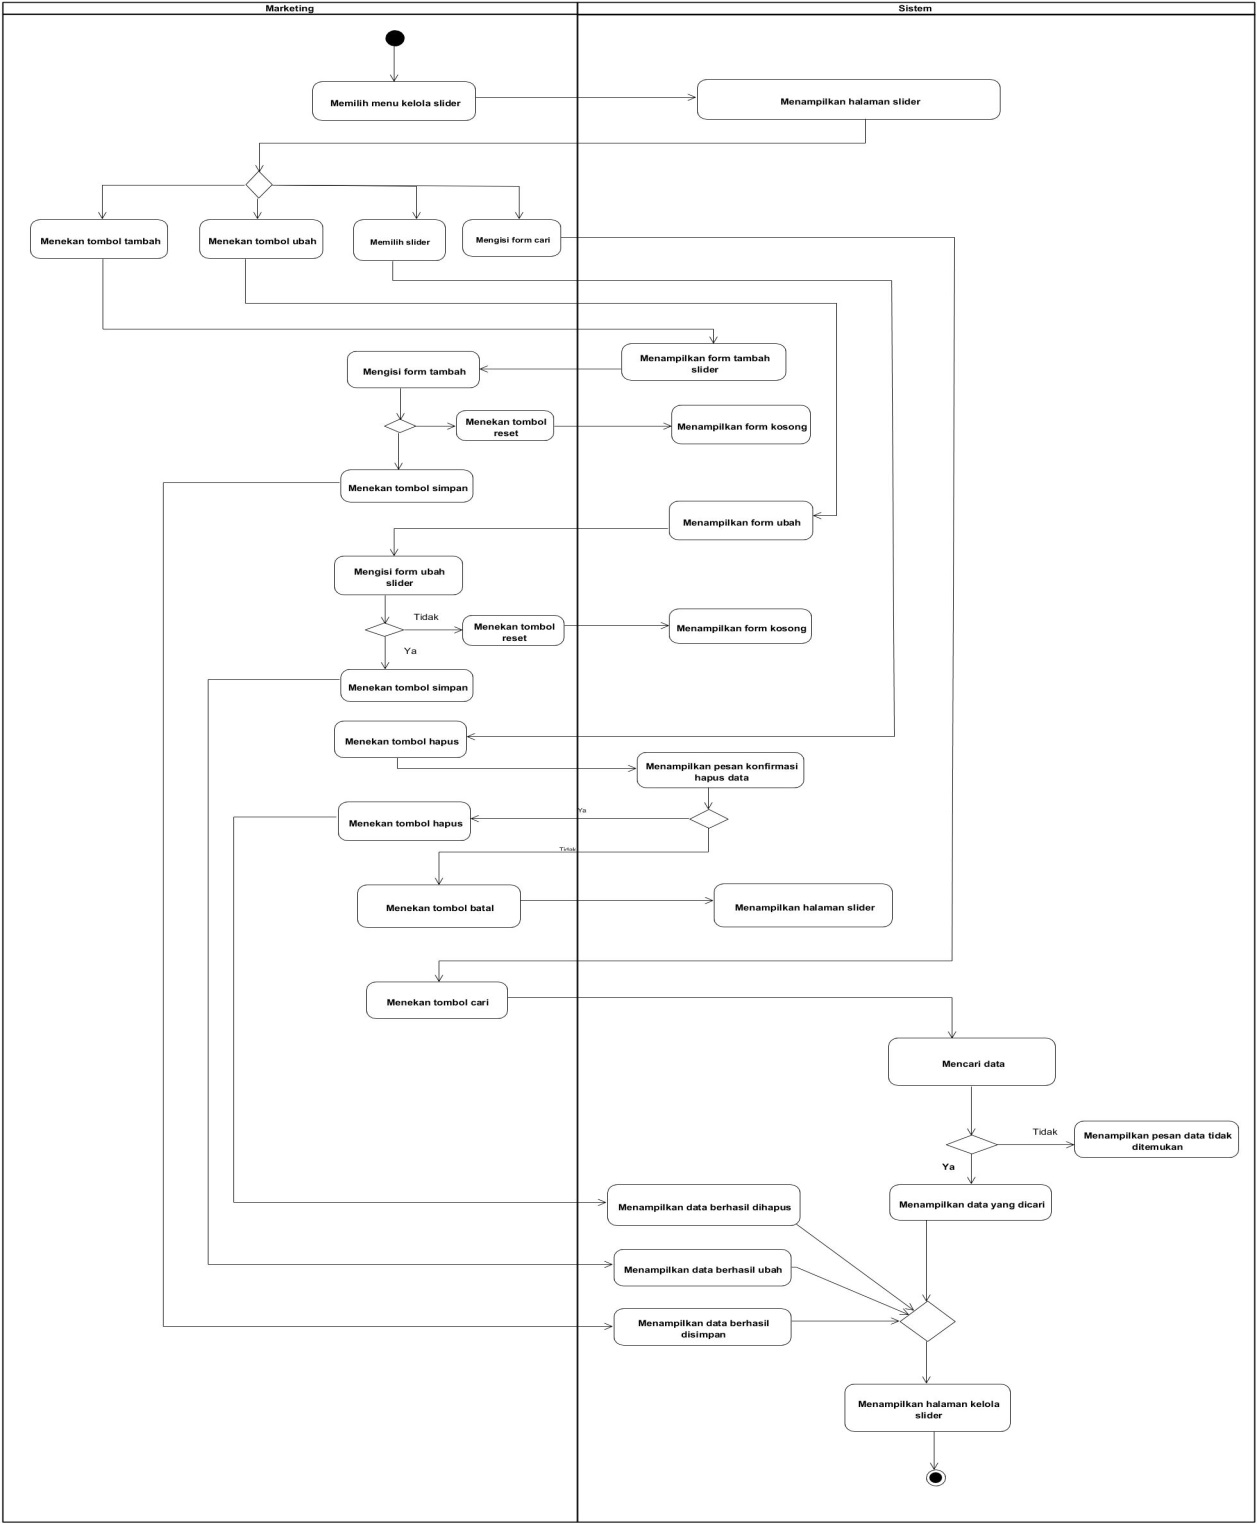 Marketing
Sistem
Memilih menu kelola slider
Menampilkan halaman slider
Menekan tombol tambah
Menekan tombol ubah
Memilih slider
Mengisi form cari
Menampilkan form tambah
slider
Mengisi form tambah
Menekan tombol
reset
Menampilkan form kosong
Menekan tombol simpan
Menampilkan form ubah
Mengisi form ubah
slider
Tidak
Menekan tombol
reset
Menampilkan form kosong
Ya
Menekan tombol simpan
Menekan tombol hapus
Menampilkan pesan konfirmasi
hapus data
Ya
Menekan tombol hapus
Tidak
Menekan tombol batal
Menampilkan halaman slider
Menekan tombol cari
Mencari data
Tidak
Menampilkan pesan data tidak
ditemukan
Ya
Menampilkan data yang dicari
Menampilkan data berhasil dihapus
Menampilkan data berhasil ubah
Menampilkan data berhasil
disimpan
Menampilkan halaman kelola
slider